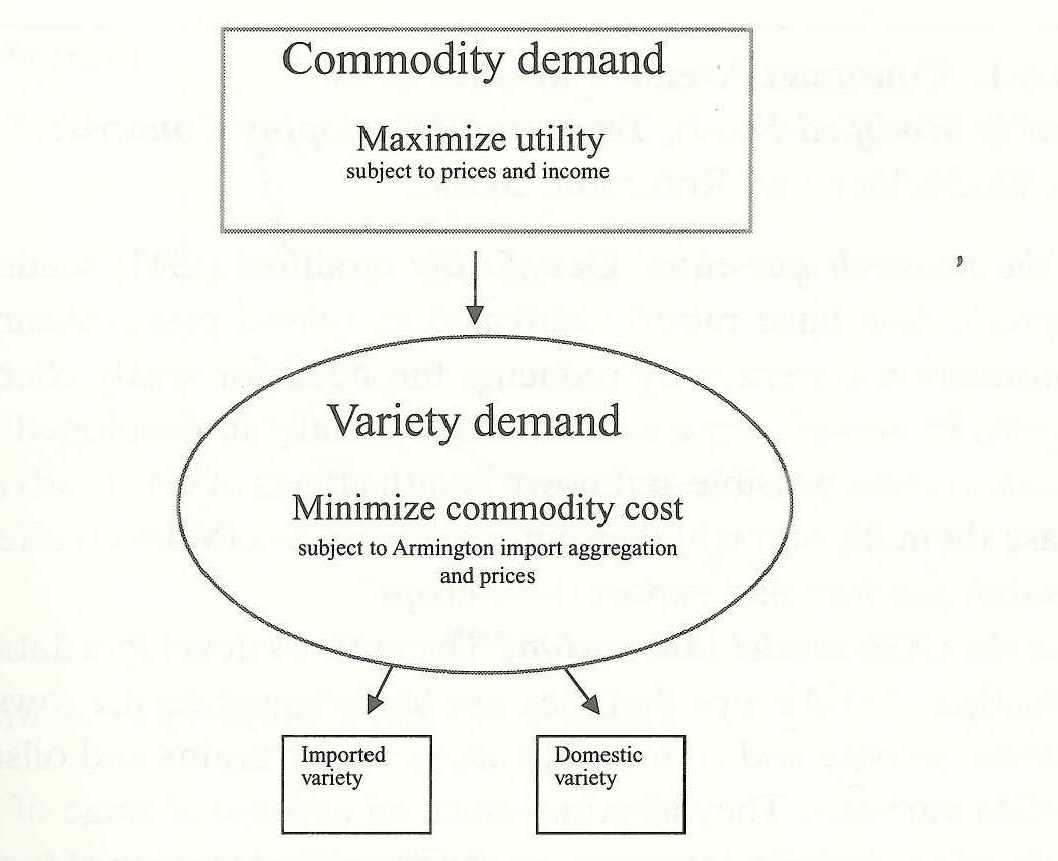 Commodity demand
Maximize utility
subject to prices and income
Variety demand
Minimize commodity cost
subject to Armington import aggregation
and prices
Imported
variety
Domestic
variety